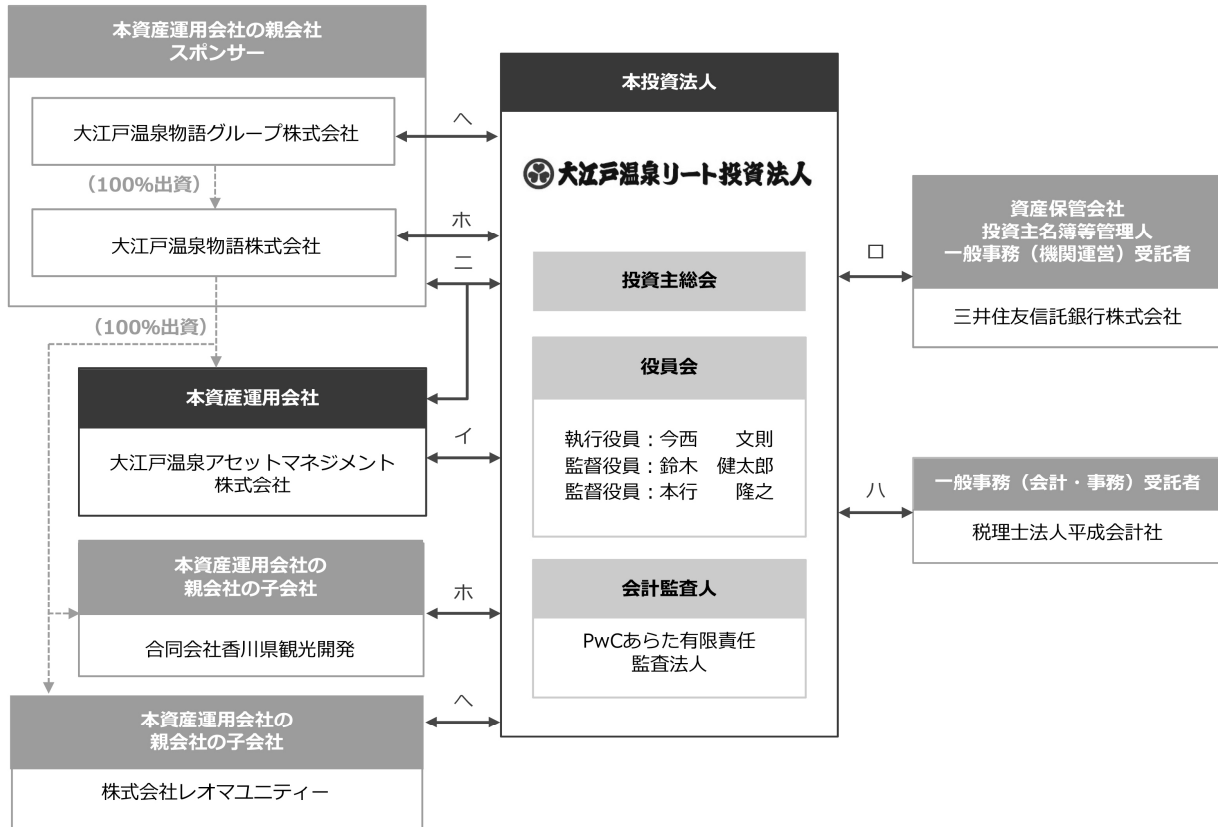 本資産運用会社の親会社
スポンサー
大江戸温泉物語グループ株式会社
(100%出資)
大江戸温泉物語株式会社
(100%出資)
本資産運用会社
大江戸温泉アセットマネジメント
株式会社
本資産運用会社の
親会社の子会社
合同会社香川県観光開発
本資産運用会社の
親会社の子会社
株式会社レオマユニティー
ヘ
ホ
ニ
イ
ホ
ヘ
本投資法人
大江戸温泉リート投資法人
投資主総会
役員会
執行役員：今西　文則
監督役員：鈴木　健太郎
監督役員：本行　隆之
会計監査人
PwCあらた有限責任
監査法人
ロ
ハ
資産保管会社
投資主名簿等管理人
一般事務（機関運営）受託者
三井住友信託銀行株式会社
一般事務（会計・事務）受託者
税理士法人平成会計社